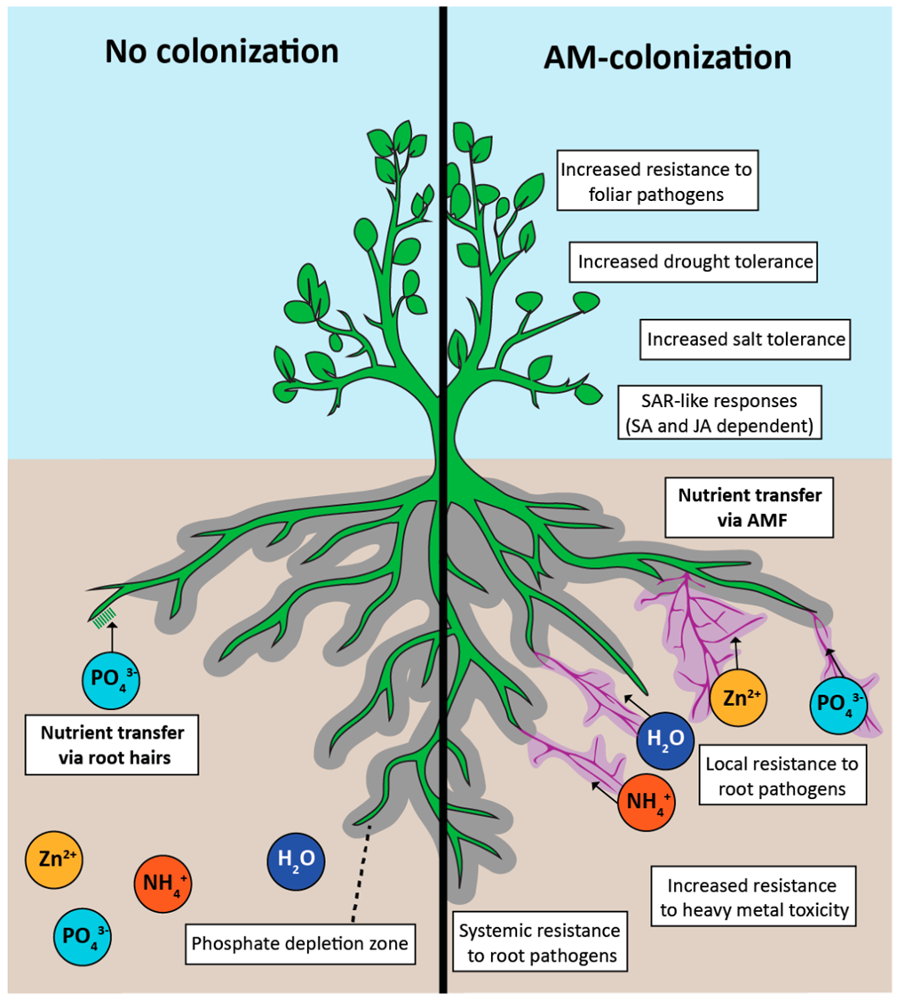 No colonization
AM-colonization
Increased resistance to
foliar pathogens
Increased drought tolerance
Increased salt tolerance
SAR-like responses
(SA and JA dependent)
Nutrient transfer
via AMF
PO₄³⁻
Nutrient transfer
via root hairs
Zn²⁺
PO₄³⁻
H₂O
NH₄⁺
Local resistance to
root pathogens
Zn²⁺
NH₄⁺
H₂O
PO₄³⁻
Phosphate depletion zone
Increased resistance
to heavy metal toxicity
Systemic resistance
to root pathogens